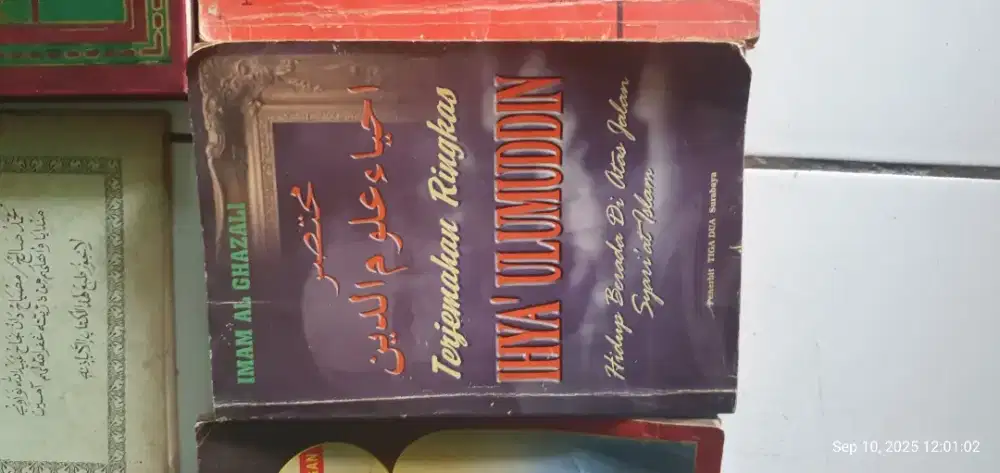 IMAM AL GHAZALI
مختصر
احياء علوم الدين
Terjemahan Ringkas
IHYA' ULUMUDDIN
Hidup Berada Di Atas Jalan
Syari'at Islam
Penerbit TIGA DUA Surabaya
GAN
Sep 10, 2025 12:01:02